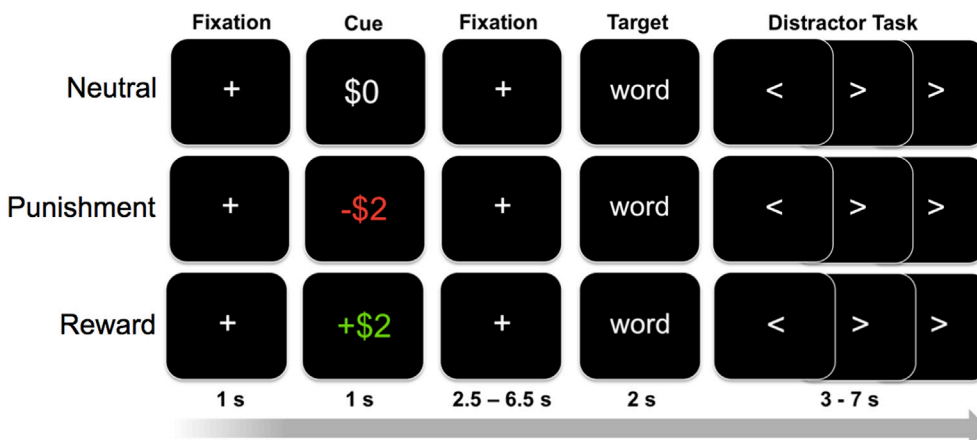 Fixation Cue Fixation Target Distractor Task
Neutral + $0 + word < > >
Punishment + -$2 + word < > >
Reward + +$2 + word < > >
1 s 1 s 2.5 – 6.5 s 2 s 3 - 7 s